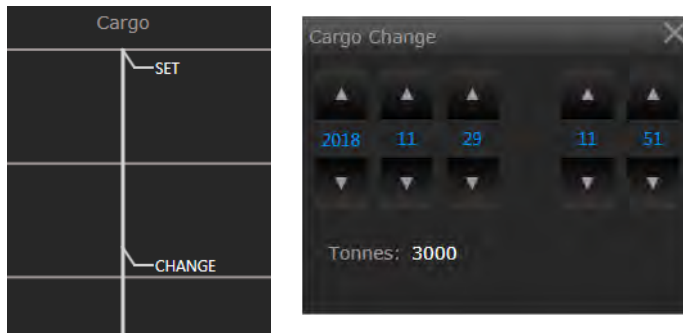 Cargo
SET
CHANGE
Cargo Change
2018 11 29 11 51
Tonnes: 3000